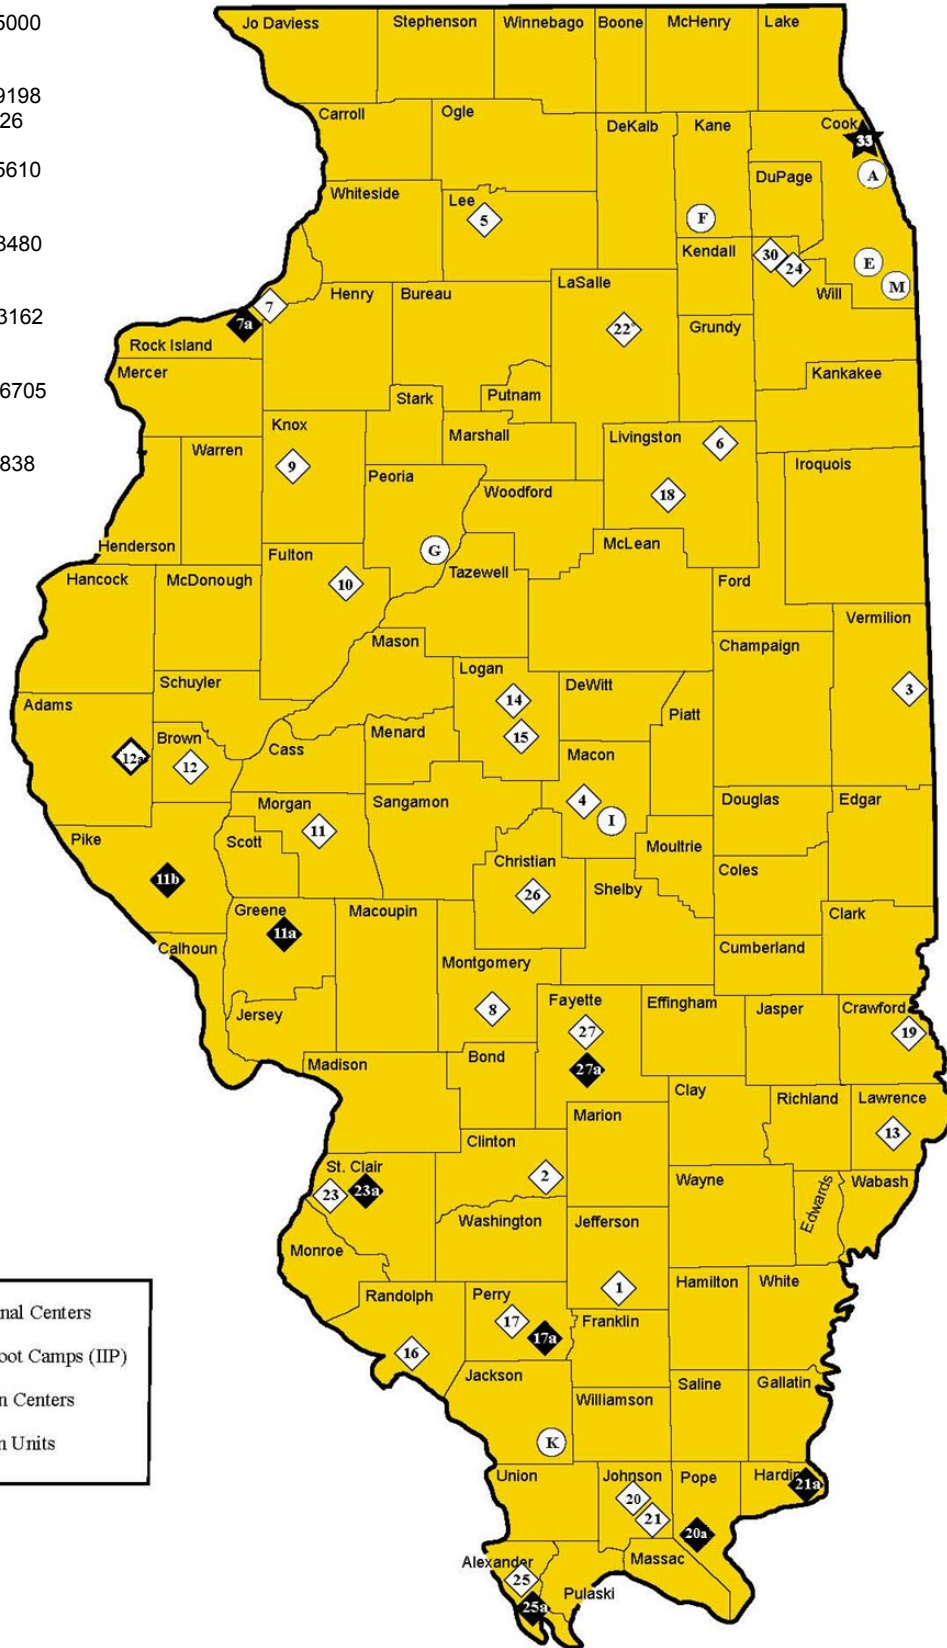 5000
Jo Daviess
Stephenson
Winnebago
Boone
McHenry
Lake
9198
26
Carroll
Ogle
DeKalb
Kane
Cook
33
5610
A
DuPage
Whiteside
Lee
5
F
3480
Kendall
30
24
E
M
Will
LaSalle
Henry
Bureau
7
7a
3162
22*
Grundy
Rock Island
Mercer
Kankakee
6705
Stark
Putnam
Knox
Marshall
Livingston
6
Warren
838
9
Peoria
Iroquois
Woodford
18
Henderson
G
McLean
Fulton
Hancock
McDonough
10
Tazewell
Ford
Vermilion
Mason
Champaign
Logan
Schuyler
DeWitt
3
Adams
14
Piatt
Brown
Cass
Menard
15
12a
12
Macon
Morgan
Sangamon
4
I
Douglas
Edgar
Pike
Scott
11
Moultrie
Christian
Coles
11b
26
Shelby
Greene
Macoupin
Clark
11a
Calhoun
Cumberland
Montgomery
Jersey
8
Fayette
Effingham
Jasper
Crawford
27
19
Madison
Bond
27a
Clay
Richland
Lawrence
Marion
13
Clinton
St. Clair
2
Wayne
Edwards
Wabash
23
23a
Washington
Jefferson
Monroe
1
Hamilton
White
Randolph
Perry
nal Centers
17
17a
Franklin
oot Camps (IIP)
16
Jackson
Saline
Gallatin
n Centers
Williamson
n Units
K
Union
Johnson
Pope
Hardin
20
21
21a
20a
Alexander
Massac
25
Pulaski
25a